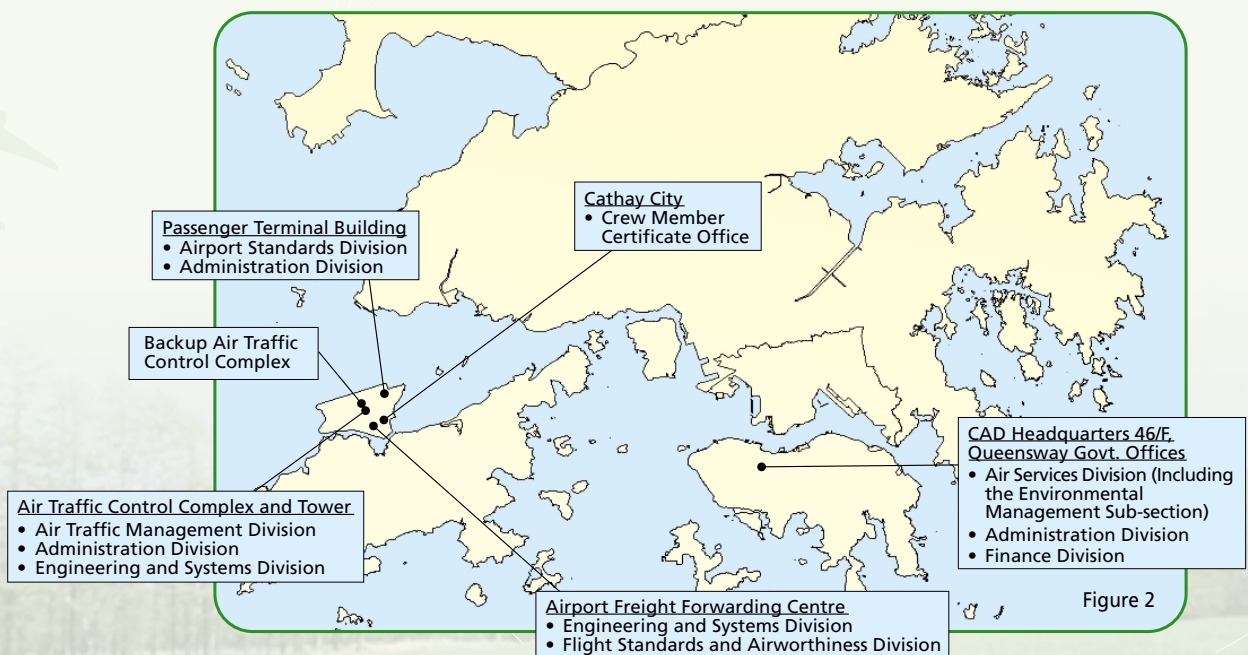 Cathay City
• Crew Member
Certificate Office
Passenger Terminal Building
• Airport Standards Division
• Administration Division
Backup Air Traffic
Control Complex
CAD Headquarters 46/F,
Queensway Govt. Offices
• Air Services Division (Including
the Environmental
Management Sub-section)
• Administration Division
• Finance Division
Air Traffic Control Complex and Tower
• Air Traffic Management Division
• Administration Division
• Engineering and Systems Division
Airport Freight Forwarding Centre
• Engineering and Systems Division
• Flight Standards and Airworthiness Division
Figure 2